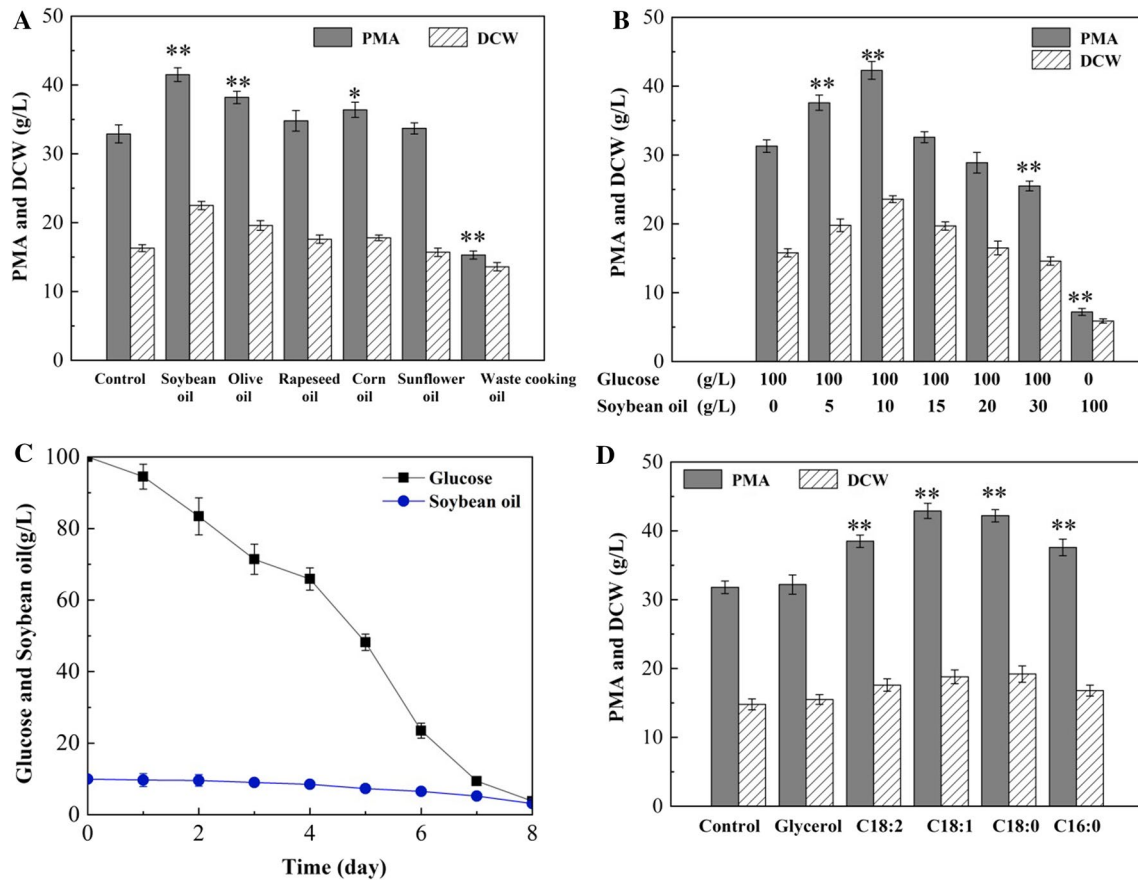 A
PMA
DCW
PMA and DCW (g/L)
50
40
30
20
10
0
**
**
*
**
Control Soybean Olive Rapeseed Corn Sunflower Waste cooking
oil oil oil oil oil oil
B
PMA
DCW
PMA and DCW (g/L)
50
40
30
20
10
0
**
**
**
**
Glucose (g/L) 100 100 100 100 100 100 0
Soybean oil (g/L) 0 5 10 15 20 30 100
C
Glucose
Soybean oil
Glucose and Soybean oil(g/L)
100
80
60
40
20
0
0 2 4 6 8
Time (day)
D
PMA
DCW
PMA and DCW (g/L)
50
40
30
20
10
0
**
**
**
**
Control Glycerol C18:2 C18:1 C18:0 C16:0